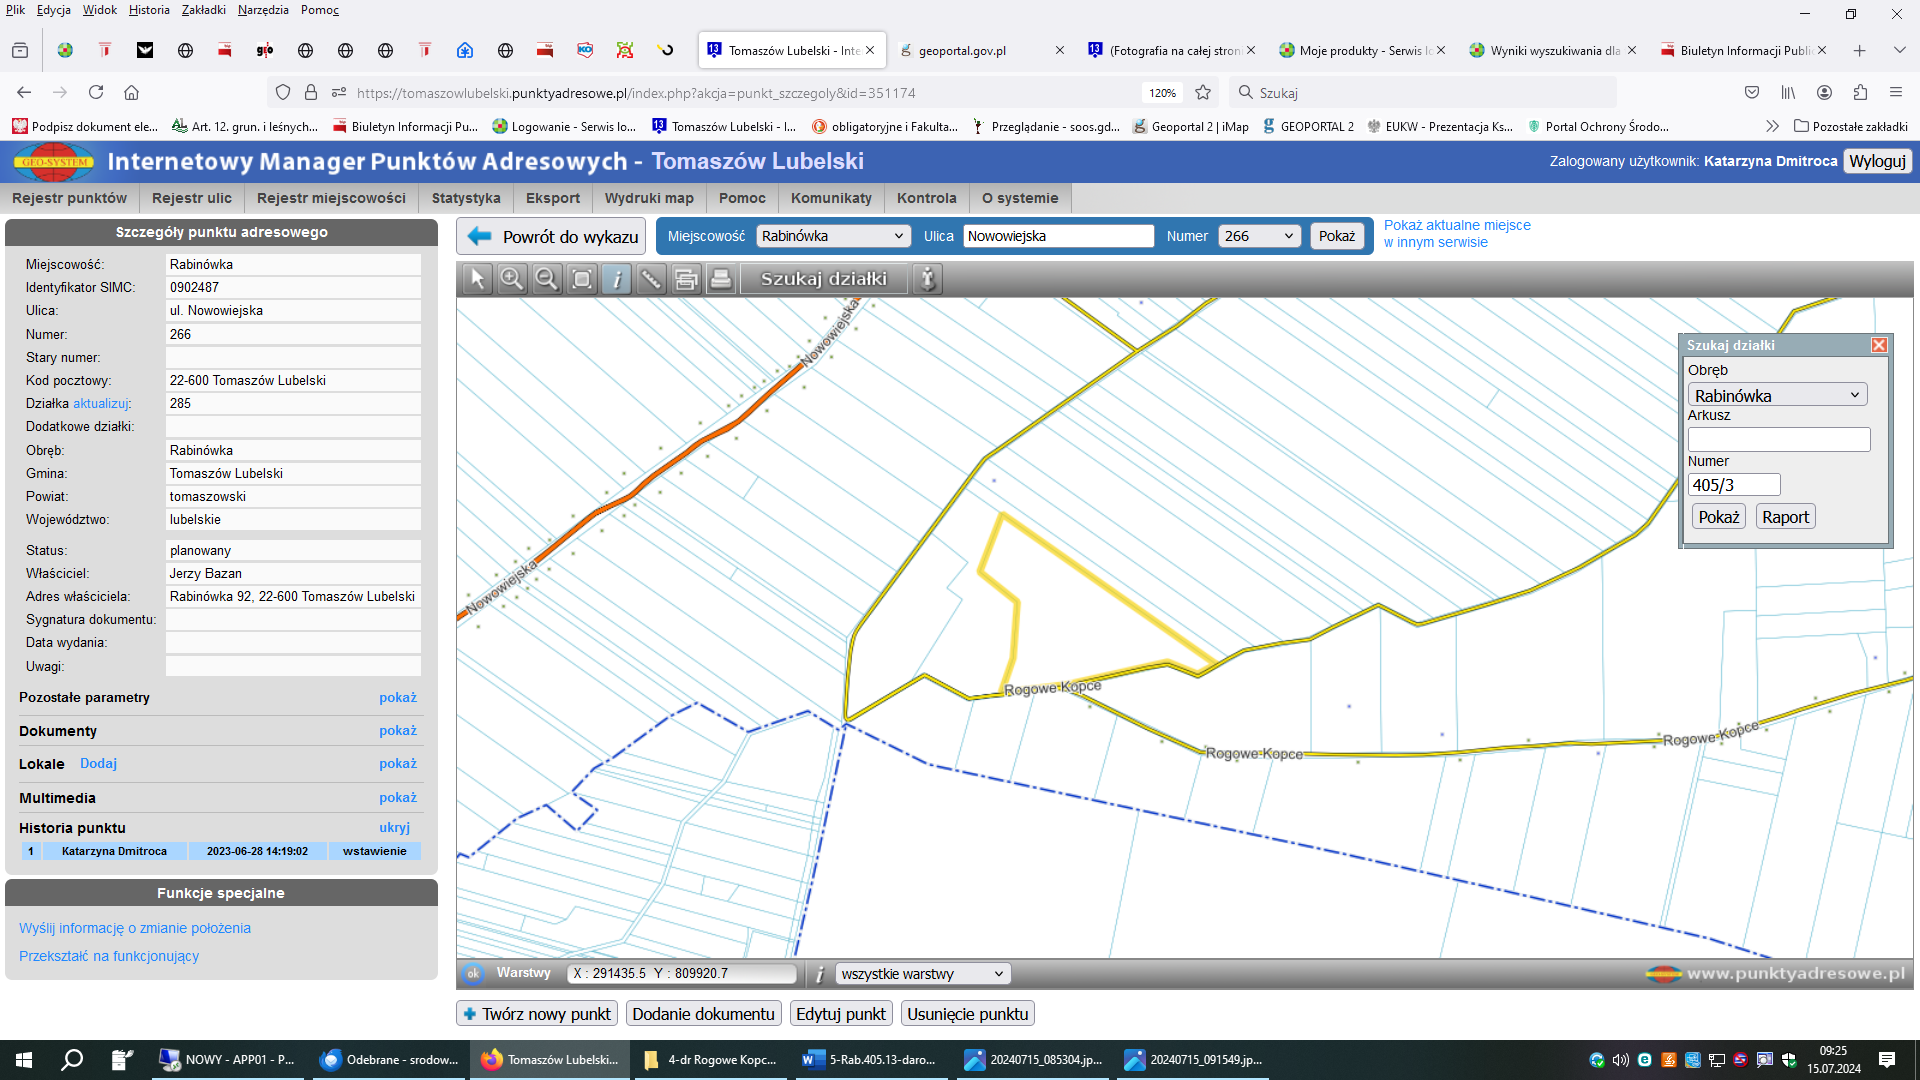 Plik Edycja Widok Historia Zakładki Narzędzia Pomoc
Tomaszów Lubelski - Inte
geoportal.gov.pl
(Fotografia na całej stron
Moje produkty - Serwis lo
Wyniki wyszukiwania dla
Biuletyn Informacji Public
https://tomaszowlubelski.punktyadresowe.pl/index.php?akcja=punkt_szczegoly&id=351174
120%
Szukaj
Podpisz dokument ele...
Art. 12. grun. i leśnych...
Biuletyn Informacji Pu...
Logowanie - Serwis lo...
Tomaszów Lubelski - I...
obligatoryjne i Fakulta...
Przeglądanie - soos.gd...
Geoportal 2 | iMap
GEOPORTAL 2
EUKW - Prezentacja Ks...
Portal Ochrony Środo...
Pozostałe zakładki
GEO-SYSTEM
Internetowy Manager Punktów Adresowych - Tomaszów Lubelski
Zalogowany użytkownik: Katarzyna Dmitroca
Wyloguj
Rejestr punktów Rejestr ulic Rejestr miejscowości Statystyka Eksport Wydruki map Pomoc Komunikaty Kontrola O systemie
Szczegóły punktu adresowego
Miejscowość: Rabinówka
Identyfikator SIMC: 0902487
Ulica: ul. Nowowiejska
Numer: 266
Stary numer:
Kod pocztowy: 22-600 Tomaszów Lubelski
Działka aktualizuj: 285
Dodatkowe działki:
Obręb: Rabinówka
Gmina: Tomaszów Lubelski
Powiat: tomaszowski
Województwo: lubelskie
Status: planowany
Właściciel: Jerzy Bazan
Adres właściciela: Rabinówka 92, 22-600 Tomaszów Lubelski
Sygnatura dokumentu:
Data wydania:
Uwagi:
Pozostałe parametry pokaż
Dokumenty pokaż
Lokale Dodaj pokaż
Multimedia pokaż
Historia punktu ukryj
1 Katarzyna Dmitroca 2023-06-28 14:19:02 wstawienie
Funkcje specjalne
Wyślij informację o zmianie położenia
Przekształć na funkcjonujący
Powrót do wykazu
Miejscowość Rabinówka Ulica Nowowiejska Numer 266 Pokaż
Pokaż aktualne miejsce
w innym serwisie
Szukaj działki
Nowowiejska
Nowowiejska
Rogowe Kopce
Rogowe Kopce
Rogowe Kopce
Szukaj działki
Obręb
Rabinówka
Arkusz
Numer
405/3
Pokaż Raport
ok Warstwy X : 291435.5 Y : 809920.7 i wszystkie warstwy
www.punktyadresowe.pl
Twórz nowy punkt Dodanie dokumentu Edytuj punkt Usunięcie punktu
NOWY - APP01 - P...
Odebrane - srodow...
Tomaszów Lubelski...
4-dr Rogowe Kopc...
5-Rab.405.13-daro...
20240715_085304.jp...
20240715_091549.jp...
09:25
15.07.2024